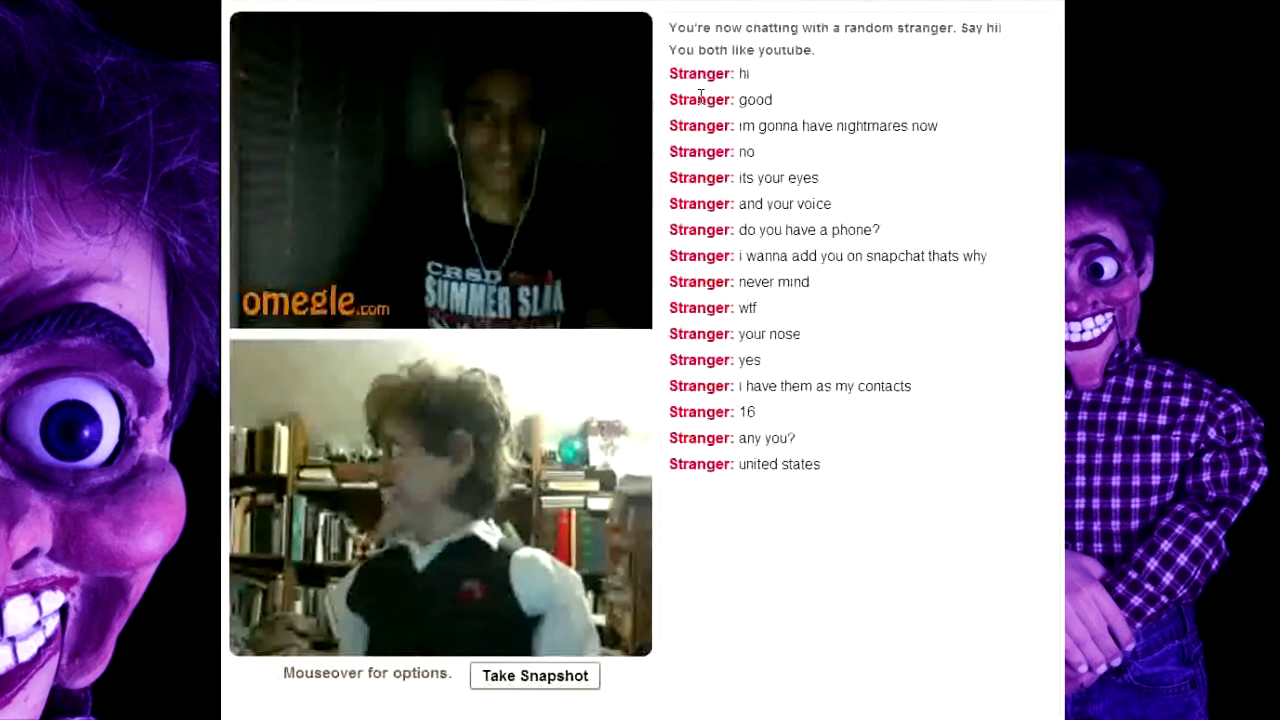 You're now chatting with a random stranger. Say hi!
You both like youtube.
Stranger: hi
Stranger: good
Stranger: im gonna have nightmares now
Stranger: no
Stranger: its your eyes
Stranger: and your voice
Stranger: do you have a phone?
Stranger: i wanna add you on snapchat thats why
Stranger: never mind
Stranger: wtf
Stranger: your nose
Stranger: yes
Stranger: i have them as my contacts
Stranger: 16
Stranger: any you?
Stranger: united states
CRSD
SUMMER
omegle.com
Mouseover for options.
Take Snapshot